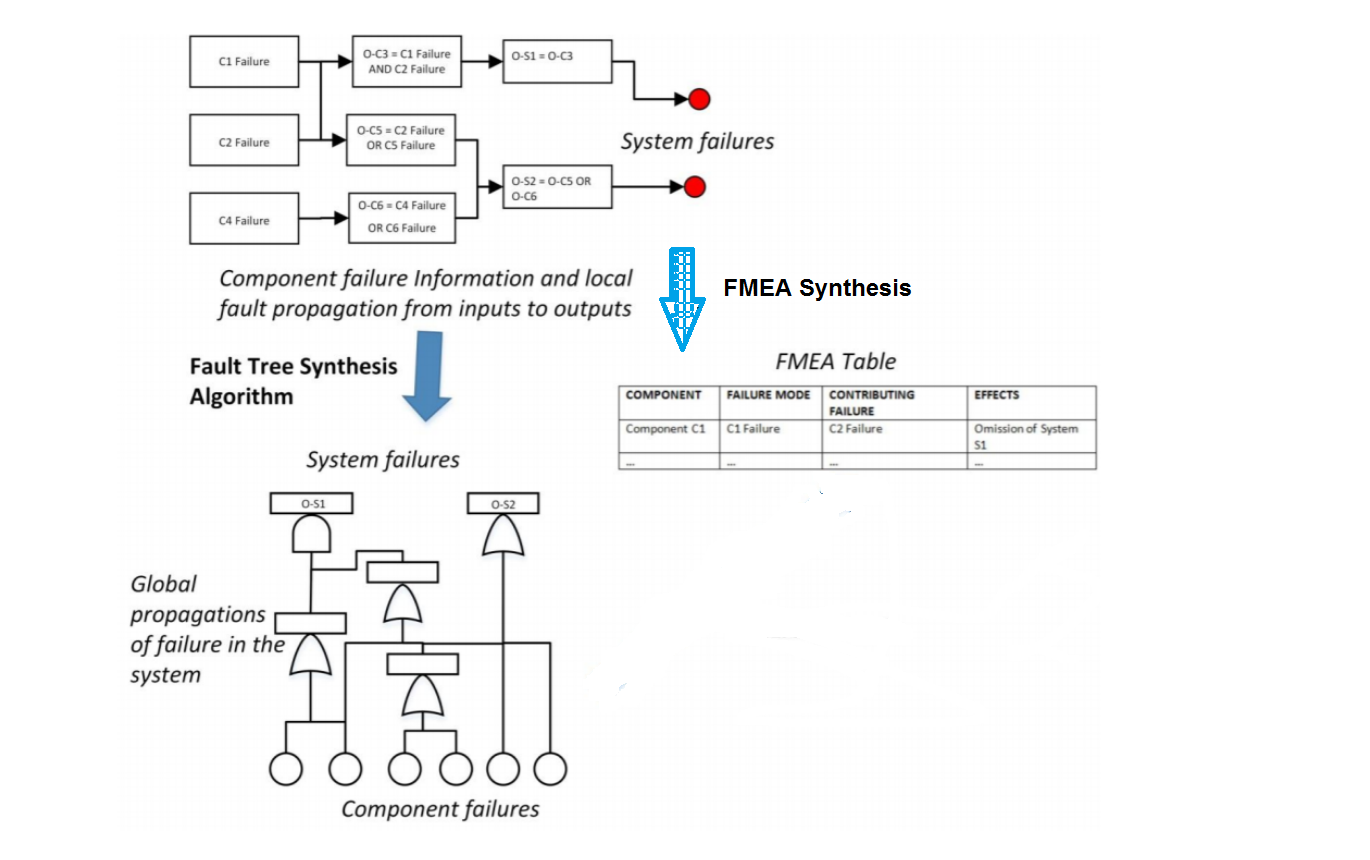 C1 Failure
O-C3 = C1 Failure
AND C2 Failure
O-S1 = O-C3
C2 Failure
O-C5 = C2 Failure
OR C5 Failure
System failures
O-S2 = O-C5 OR
O-C6
C4 Failure
O-C6 = C4 Failure
OR C6 Failure
Component failure Information and local
fault propagation from inputs to outputs
FMEA Synthesis
Fault Tree Synthesis
Algorithm
FMEA Table
COMPONENT FAILURE MODE CONTRIBUTING EFFECTS
FAILURE
Component C1 C1 Failure C2 Failure Omission of System
S1
... ... ... ...
System failures
O-S1 O-S2
Global
propagations
of failure in the
system
Component failures